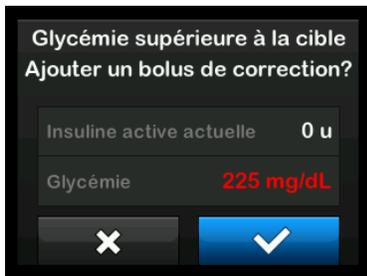 Glycémie supérieure à la cible
Ajouter un bolus de correction?
Insuline active actuelle 0 u
Glycémie 225 mg/dL